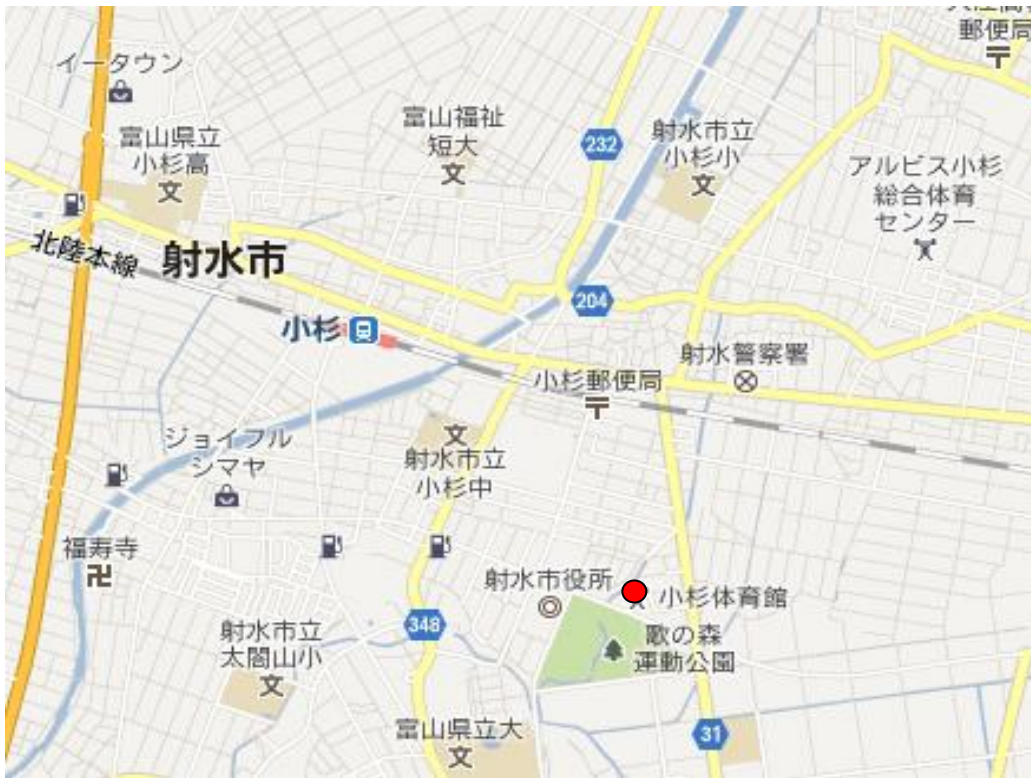 郵便局
イータウン
富山県立
小杉高
富山福祉
短大
232
射水市立
小杉小
アルビス小杉
総合体育
センター
北陸本線
射水市
204
小杉
射水警察署
小杉郵便局
ジョイフル
シマヤ
射水市立
小杉中
福寿寺
射水市役所
小杉体育館
348
射水市立
太閤山小
歌の森
運動公園
富山県立大
31